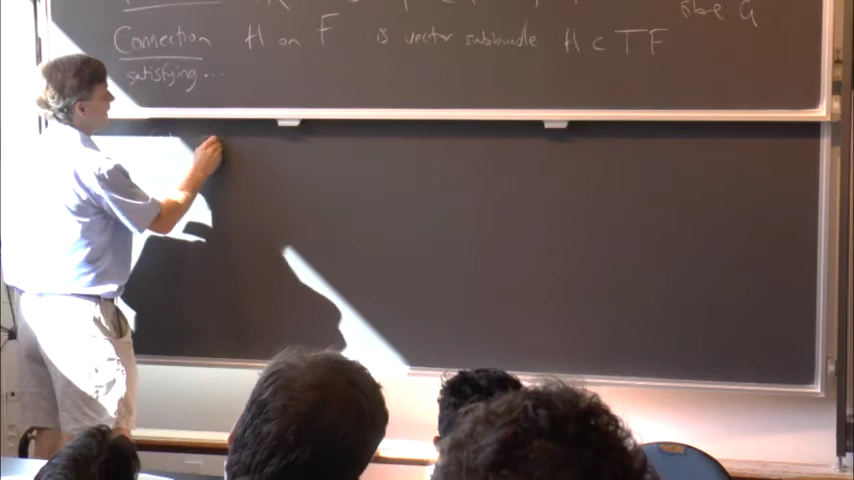 fibre G
Connection H on F is vector subbundle H ⊂ TF
satisfying...